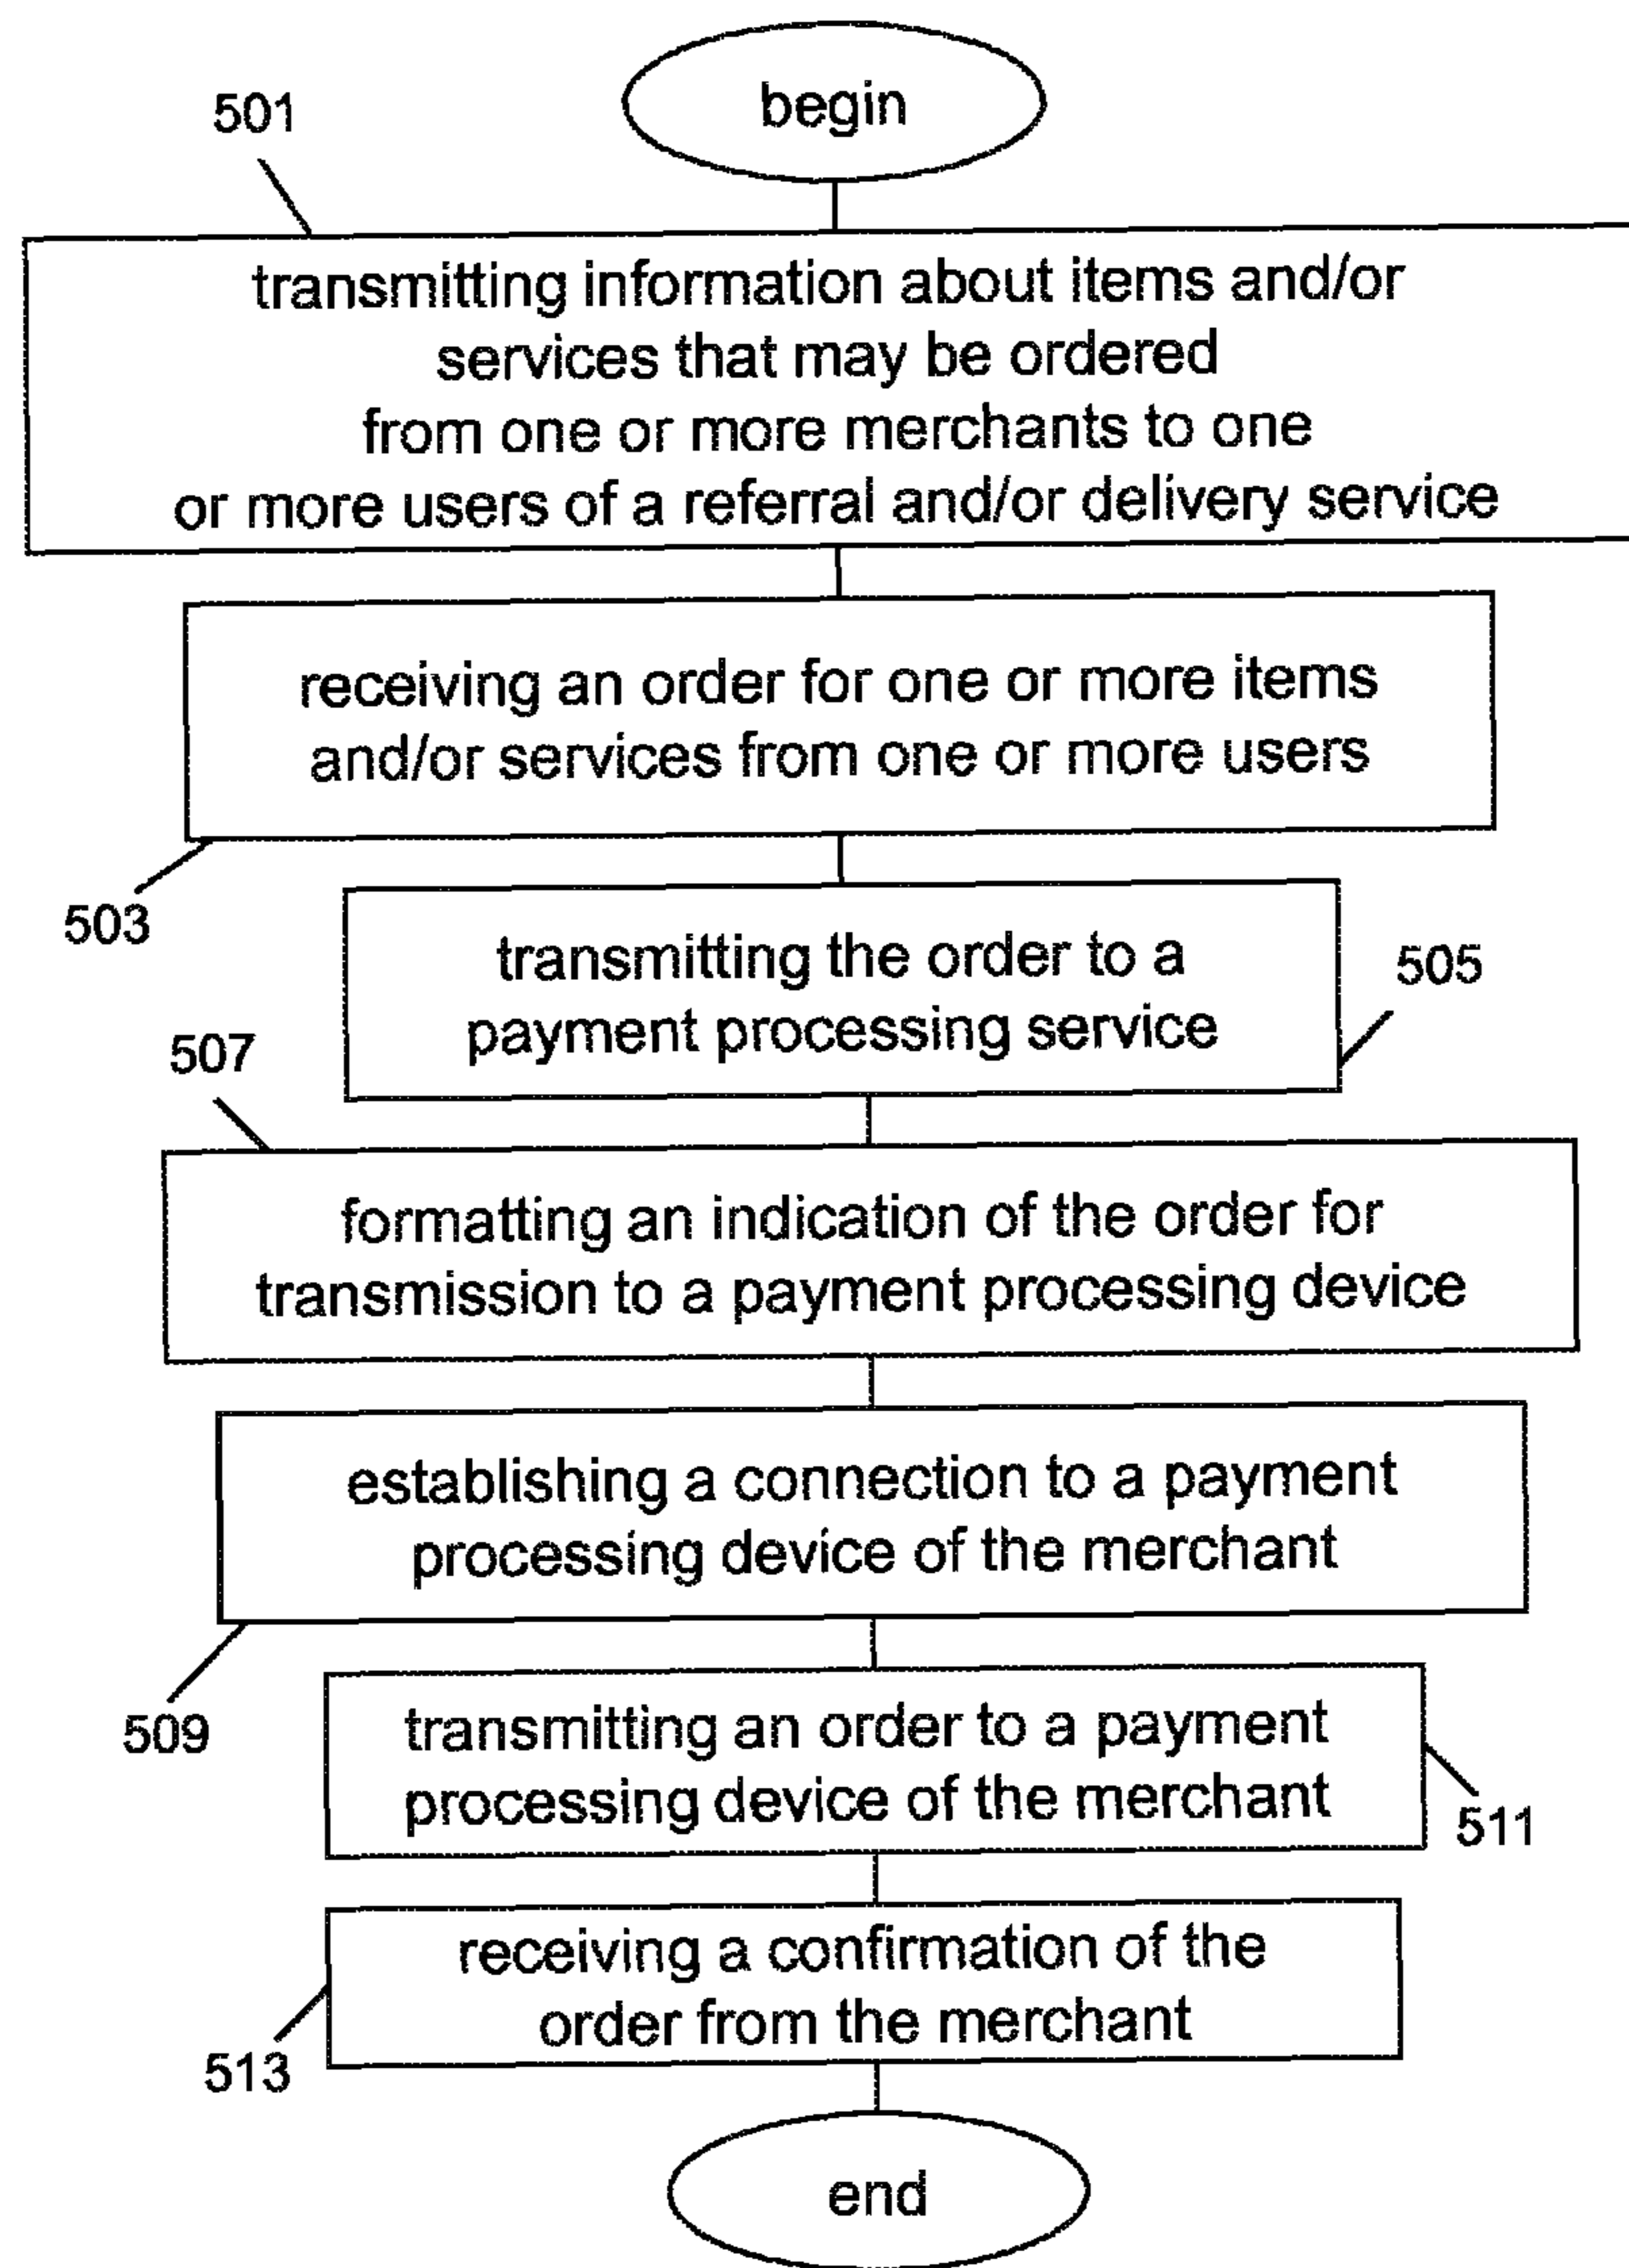 begin
501
transmitting information about items and/or
services that may be ordered
from one or more merchants to one
or more users of a referral and/or delivery service
receiving an order for one or more items
and/or services from one or more users
503
transmitting the order to a
payment processing service
505
507
formatting an indication of the order for
transmission to a payment processing device
establishing a connection to a payment
processing device of the merchant
509
transmitting an order to a payment
processing device of the merchant
511
receiving a confirmation of the
order from the merchant
513
end